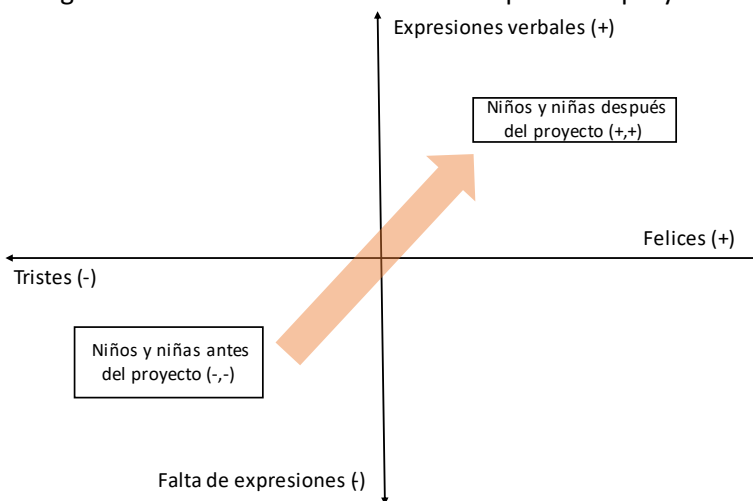 Expresiones verbales (+)
Niños y niñas después
del proyecto (+,+)
Felices (+)
Tristes (-)
Niños y niñas antes
del proyecto (-,-)
Falta de expresiones (-)